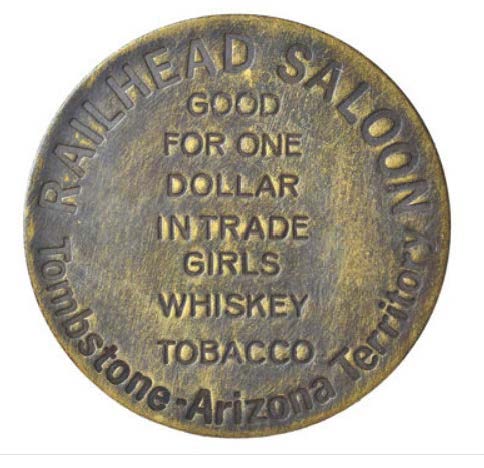 RAILHEAD SALOON
GOOD
FOR ONE
DOLLAR
IN TRADE
GIRLS
WHISKEY
TOBACCO
Tombstone-Arizona Territory